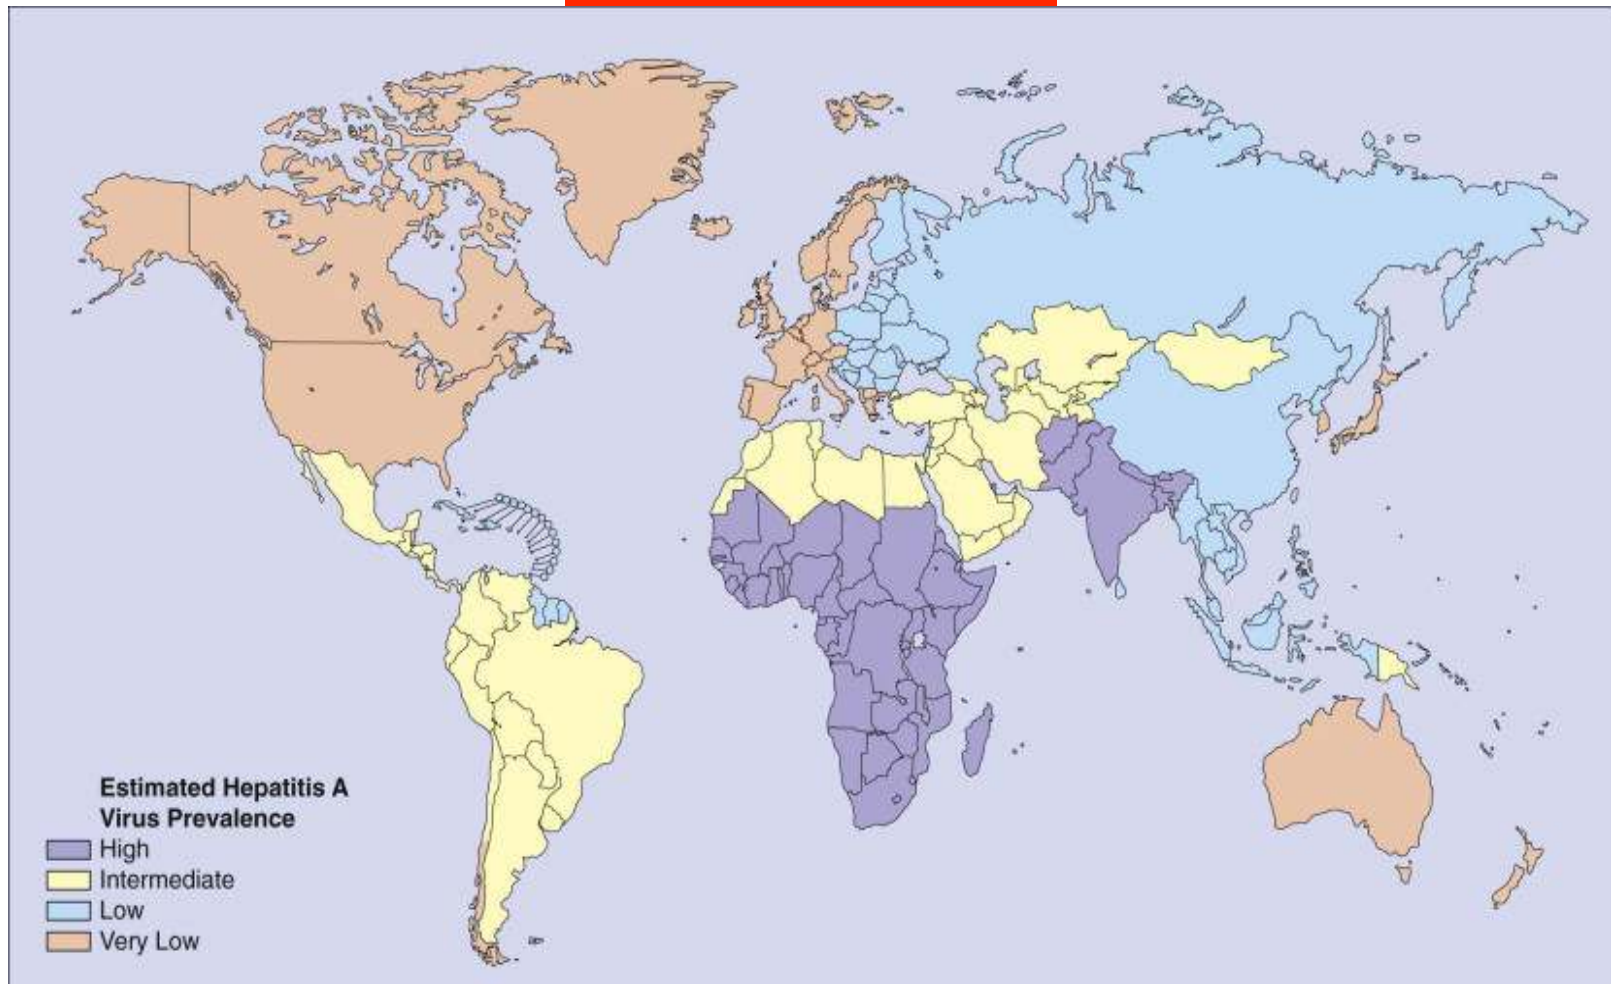 Estimated Hepatitis A
Virus Prevalence
High
Intermediate
Low
Very Low